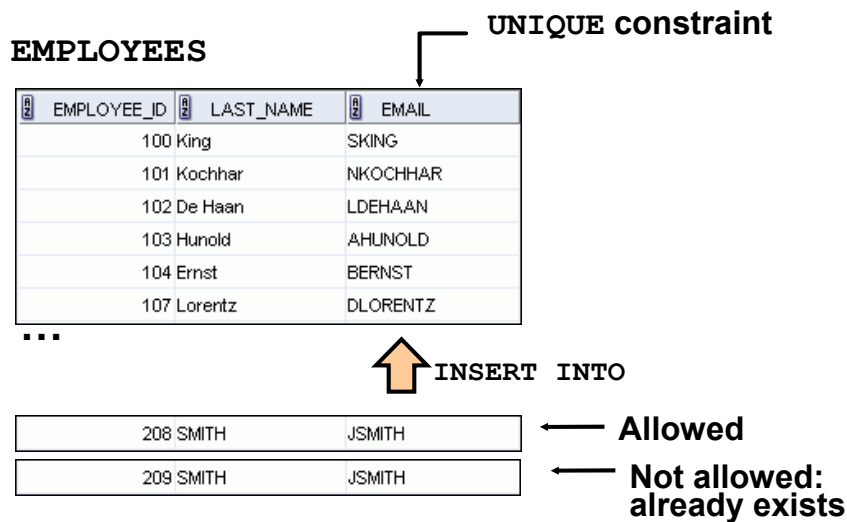 UNIQUE constraint
EMPLOYEES
EMPLOYEE_ID LAST_NAME EMAIL
100 King SKING
101 Kochhar NKOCHHAR
102 De Haan LDEHAAN
103 Hunold AHUNOLD
104 Ernst BERNST
107 Lorentz DLORENTZ
...
INSERT INTO
208 SMITH JSMITH Allowed
209 SMITH JSMITH Not allowed:
already exists